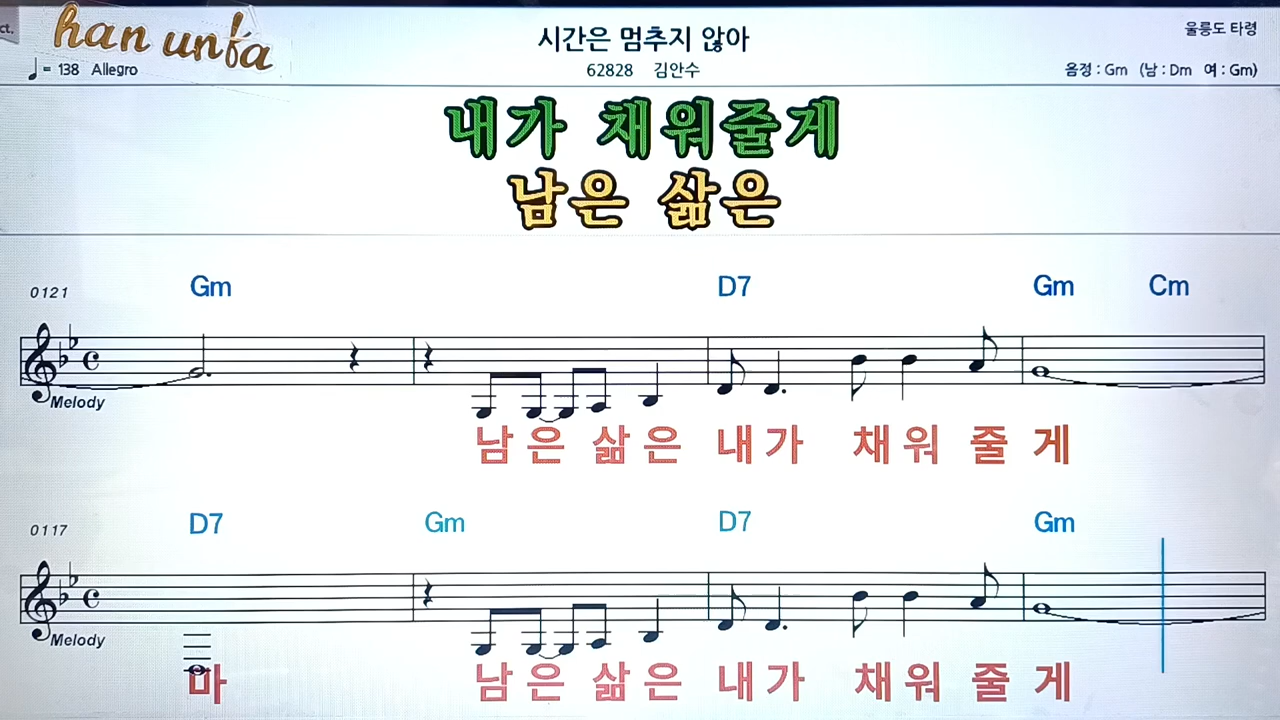 ct.
han unfa
시간은 멈추지 않아
울릉도 타령
= 138 Allegro
62828 김안수
음정 : Gm (남 : Dm 여 : Gm)
내가 채워줄게
남은 삶은
0121
Gm D7 Gm Cm
Melody
남은 삶은 내가 채워 줄 게
0117
D7 Gm D7 Gm
Melody
마 남은 삶은 내가 채워 줄 게